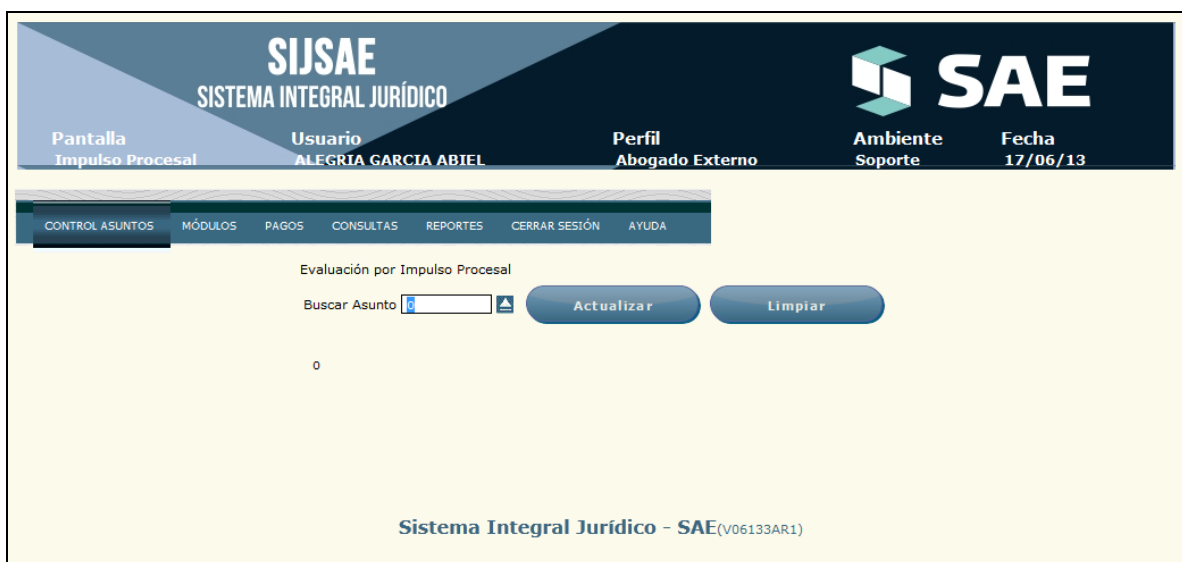 SIJSAE
SISTEMA INTEGRAL JURÍDICO
SAE
Pantalla Usuario Perfil Ambiente Fecha
Impulso Procesal ALEGRIA GARCIA ABIEL Abogado Externo Soporte 17/06/13
CONTROL ASUNTOS MÓDULOS PAGOS CONSULTAS REPORTES CERRAR SESIÓN AYUDA
Evaluación por Impulso Procesal
Buscar Asunto 0 Actualizar Limpiar
0
Sistema Integral Jurídico - SAE(V06133AR1)